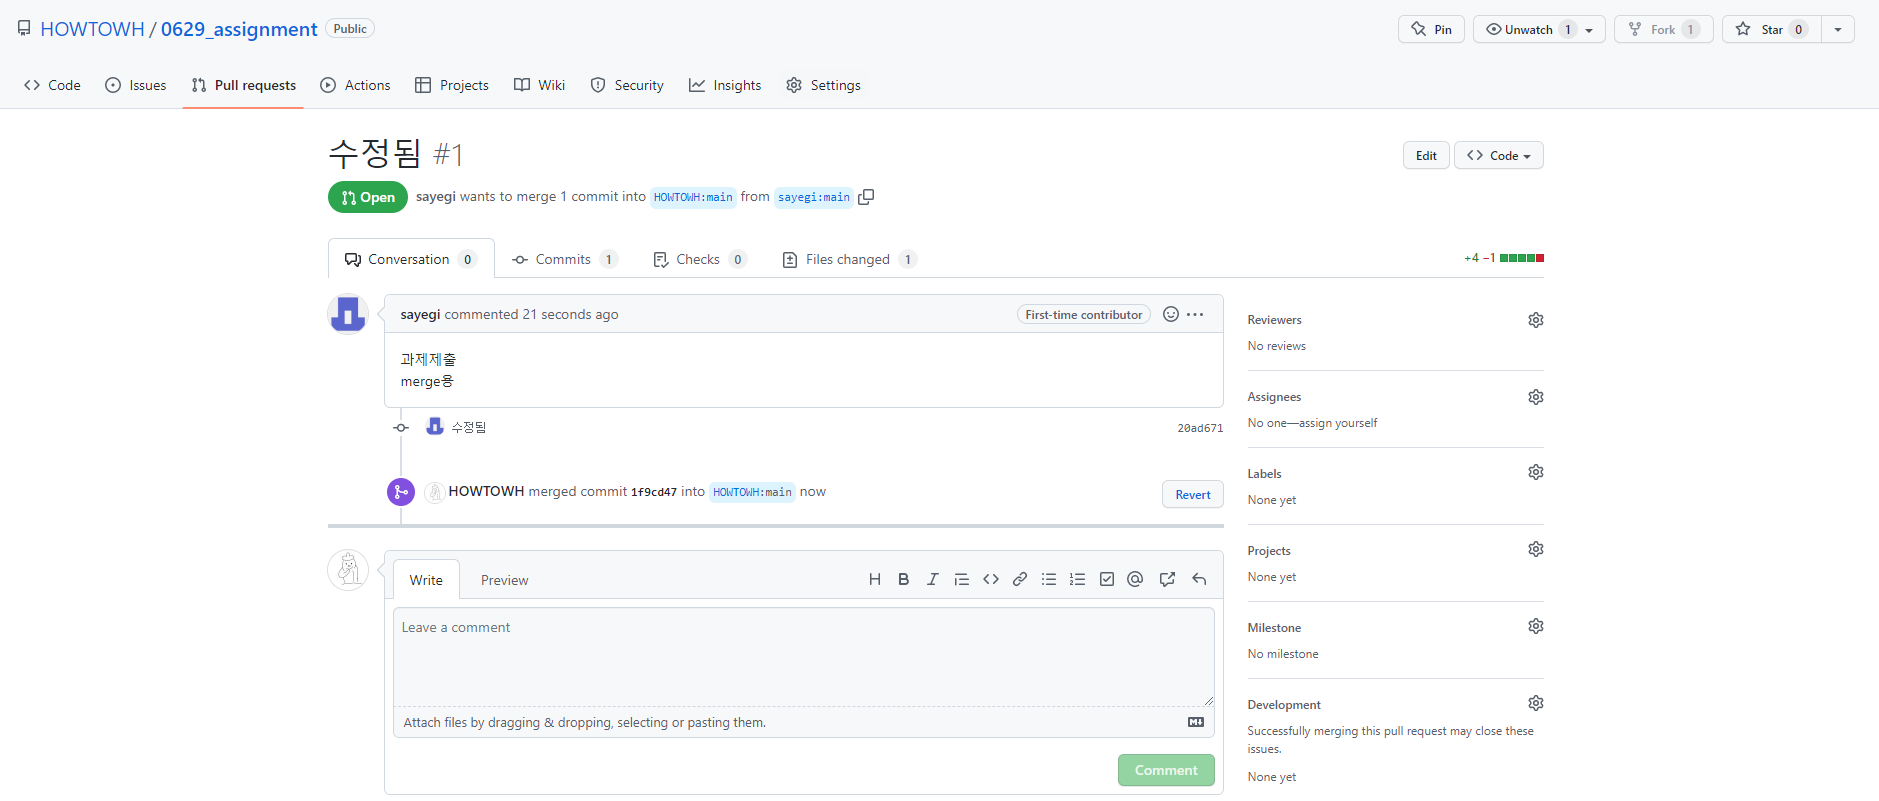 HOWTOWH / 0629_assignment Public
Pin Unwatch 1 Fork 1 Star 0
Code Issues Pull requests Actions Projects Wiki Security Insights Settings
수정됨 #1
Edit Code
Open sayegi wants to merge 1 commit into HOWTOWH:main from sayegi:main
Conversation 0 Commits 1 Checks 0 Files changed 1 +4 −1
sayegi commented 21 seconds ago First-time contributor
과제제출
merge용
수정됨 20ad671
HOWTOWH merged commit 1f9cd47 into HOWTOWH:main now Revert
Write Preview
Leave a comment
Attach files by dragging & dropping, selecting or pasting them.
Comment
Reviewers
No reviews
Assignees
No one—assign yourself
Labels
None yet
Projects
None yet
Milestone
No milestone
Development
Successfully merging this pull request may close these
issues.
None yet